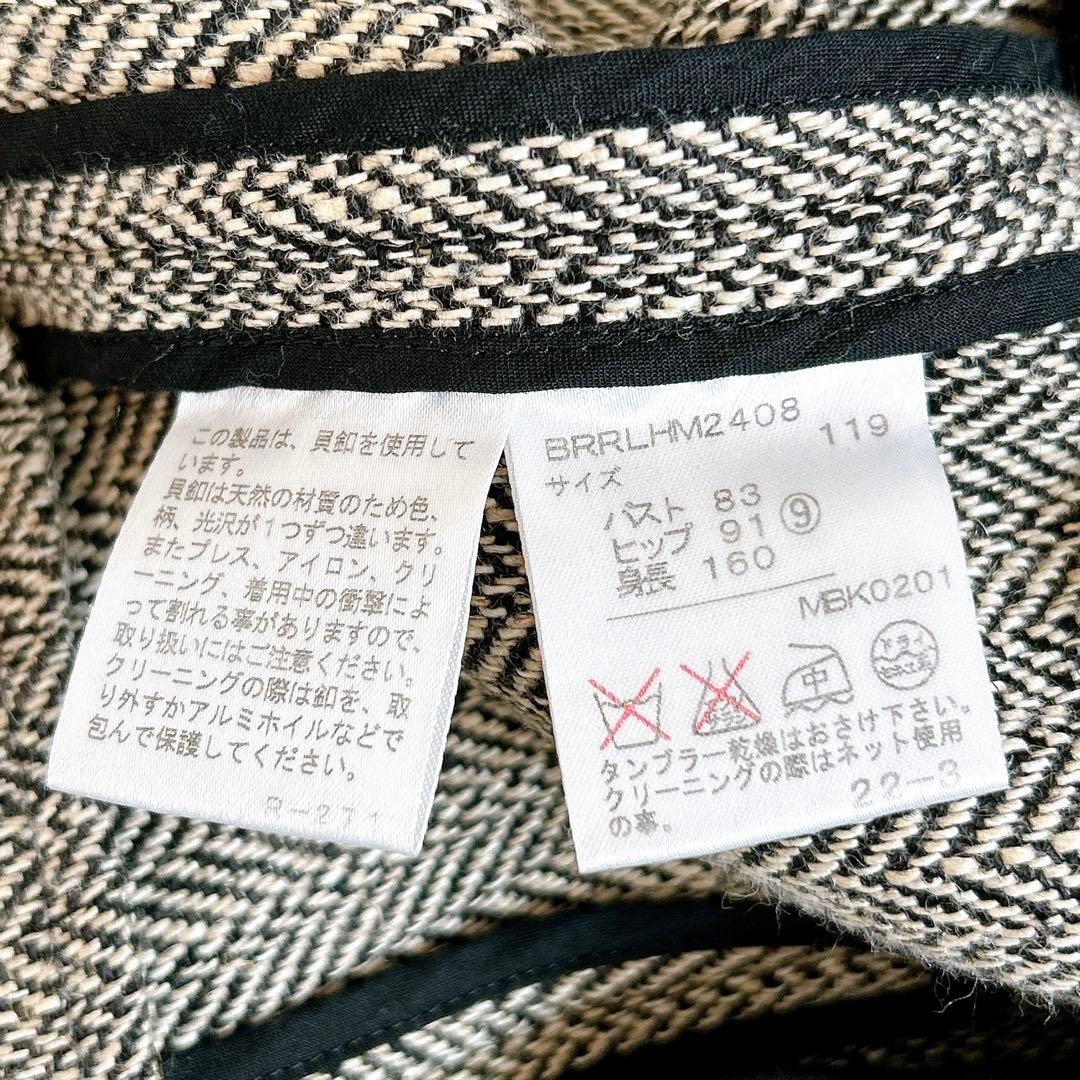 この製品は、貝釦を使用して
います。
貝釦は天然の材質のため色、
柄、光沢が1つずつ違います。
またプレス、アイロン、クリ
ーニング、着用中の衝撃によ
って割れる事がありますので、
取り扱いにはご注意ください。
クリーニングの際は釦を、取
り外すかアルミホイルなどで
包んで保護してください。
R-271
BRRLHM2408
119
サイズ
バスト 83
ヒップ 91 ⑨
身長 160
MBK0201
中
ドライ
タンブラー乾燥はおさけ下さい。
クリーニングの際はネット使用
の事。
22-3